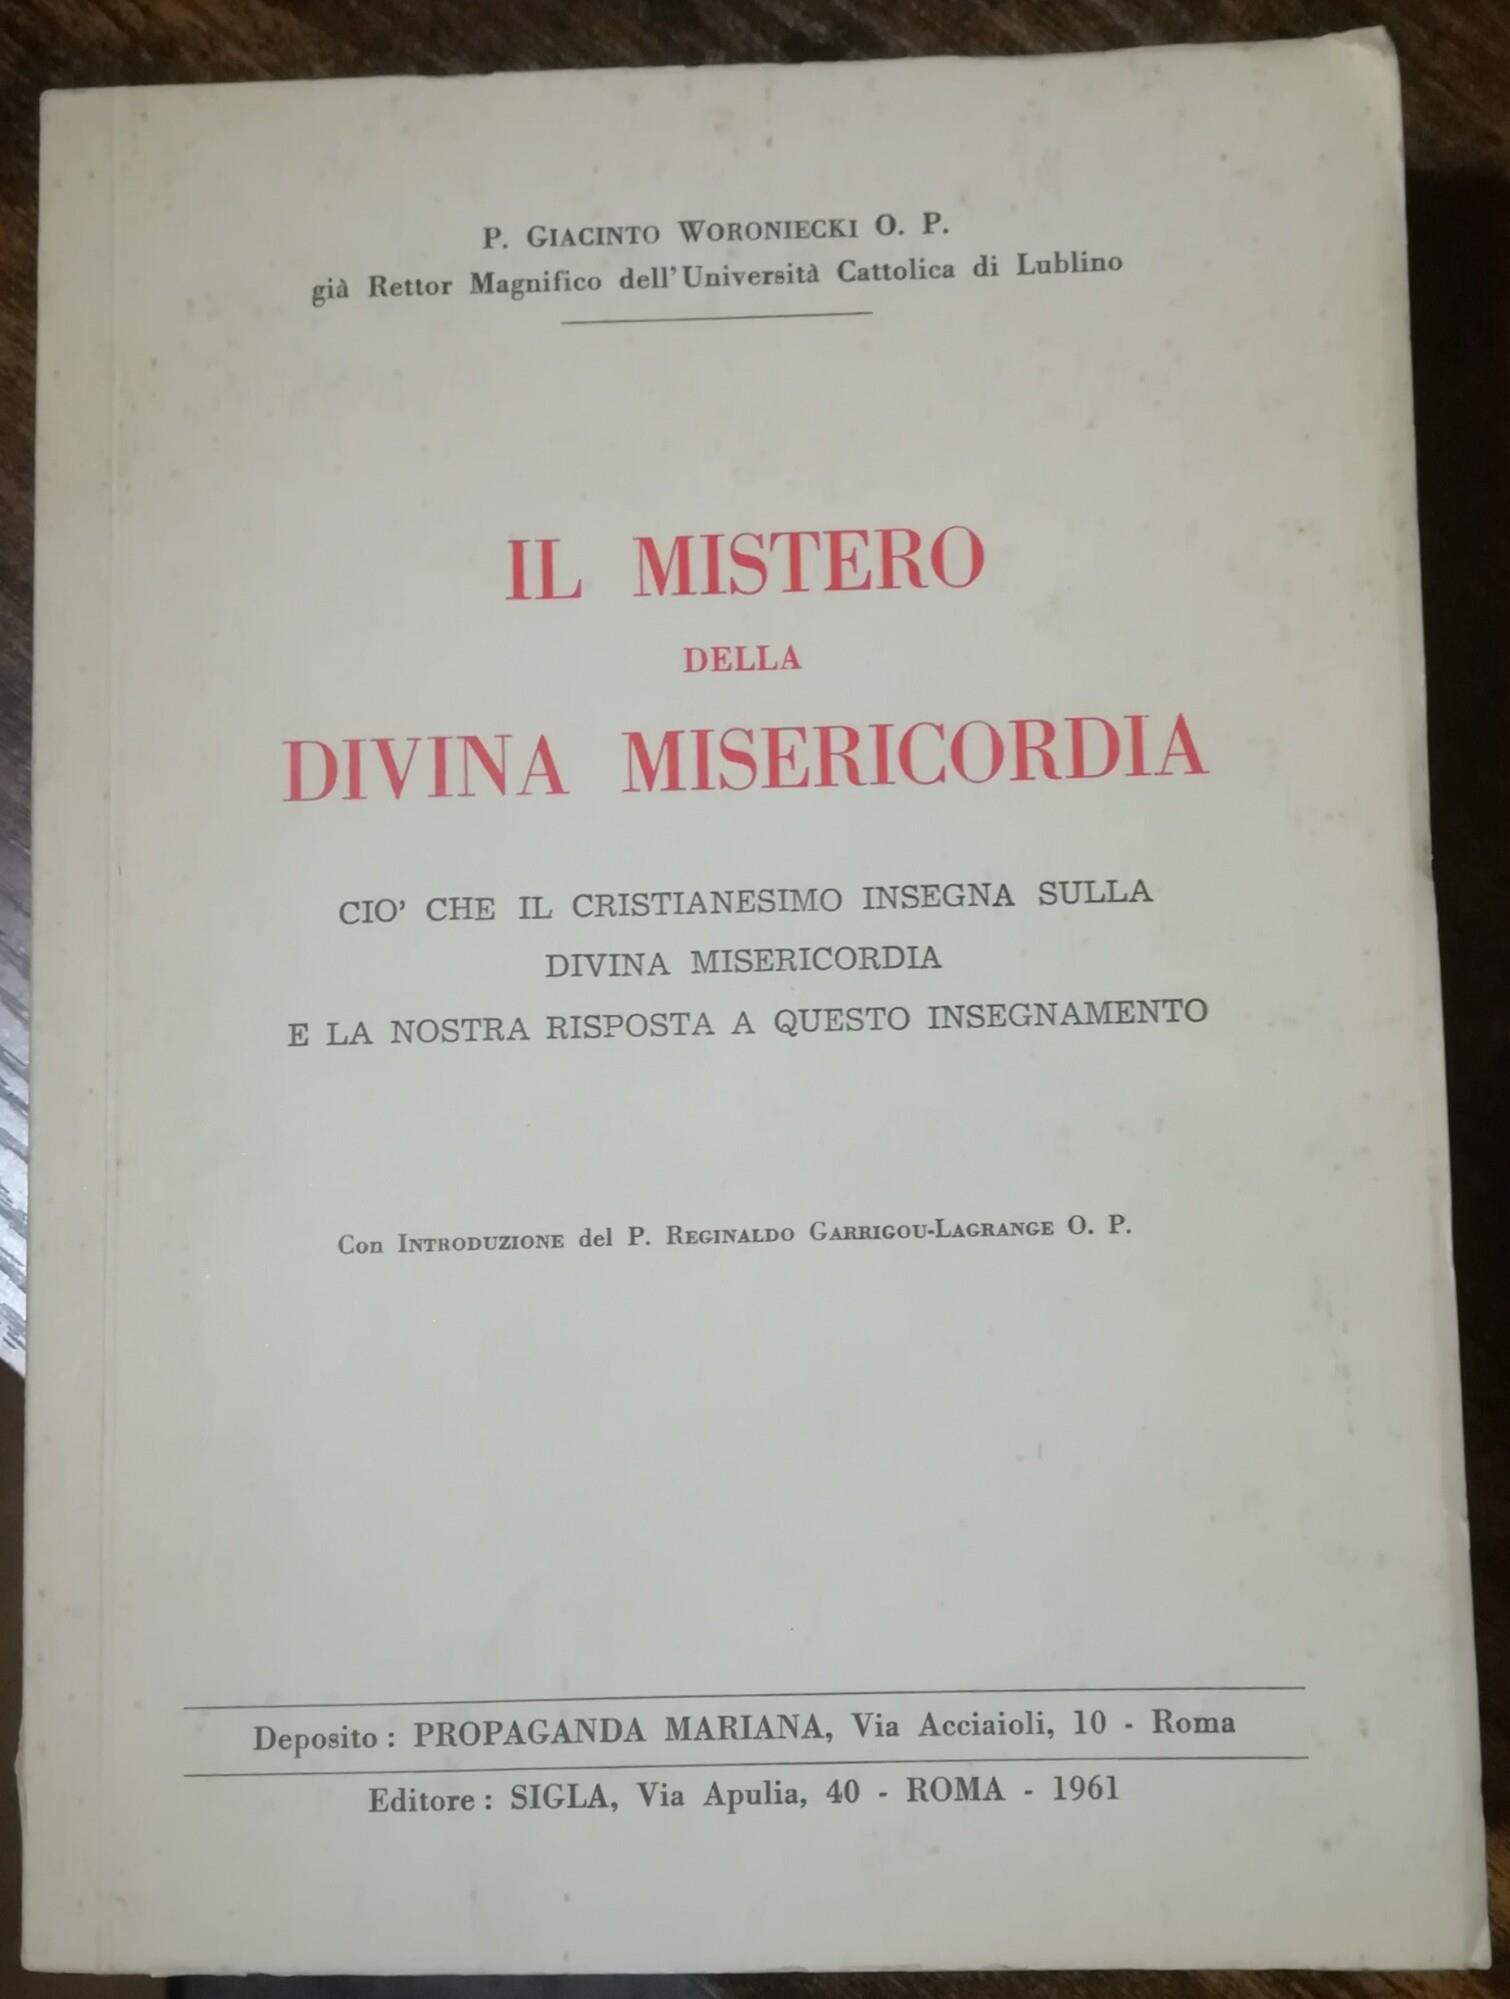 P. GIACINTO WORONIECKI O. P.
già Rettor Magnifico dell'Università Cattolica di Lublino
IL MISTERO
DELLA
DIVINA MISERICORDIA
CIO' CHE IL CRISTIANESIMO INSEGNA SULLA
DIVINA MISERICORDIA
E LA NOSTRA RISPOSTA A QUESTO INSEGNAMENTO
Con INTRODUZIONE del P. REGINALDO GARRIGOU-LAGRANGE O. P.
Deposito : PROPAGANDA MARIANA, Via Acciaioli, 10 - Roma
Editore : SIGLA, Via Apulia, 40 - ROMA - 1961